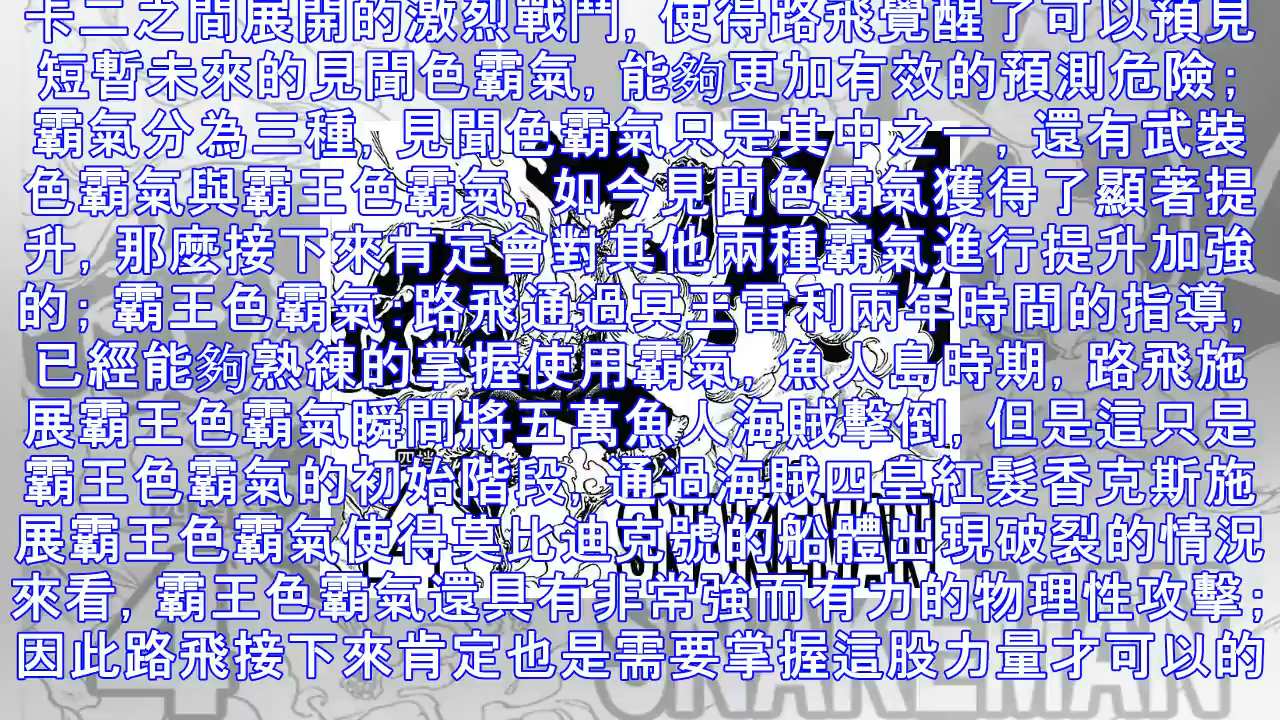 卡二之間展開的激烈戰鬥, 使得路飛覺醒了可以預見
短暫未來的見聞色霸氣, 能夠更加有效的預測危險;
霸氣分為三種, 見聞色霸氣只是其中之一, 還有武裝
色霸氣與霸王色霸氣, 如今見聞色霸氣獲得了顯著提
升, 那麼接下來肯定會對其他兩種霸氣進行提升加強
的; 霸王色霸氣:路飛通過冥王雷利兩年時間的指導,
已經能夠熟練的掌握使用霸氣, 魚人島時期, 路飛施
展霸王色霸氣瞬間將五萬魚人海賊擊倒, 但是這只是
霸王色霸氣的初始階段, 通過海賊四皇紅髮香克斯施
展霸王色霸氣使得莫比迪克號的船體出現破裂的情況
來看, 霸王色霸氣還具有非常強而有力的物理性攻擊;
因此路飛接下來肯定也是需要掌握這股力量才可以的
SNAKEMAN
4
SNAKEMAN